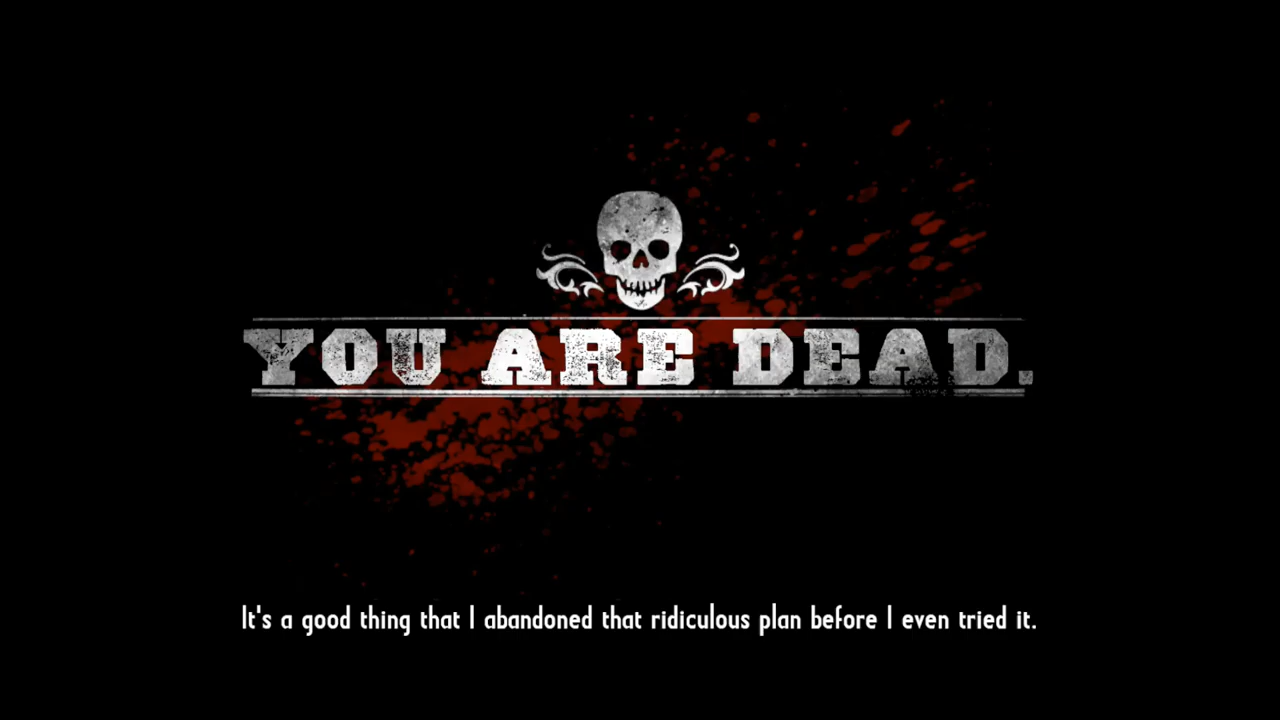 YOU ARE DEAD.
It's a good thing that I abandoned that ridiculous plan before I even tried it.